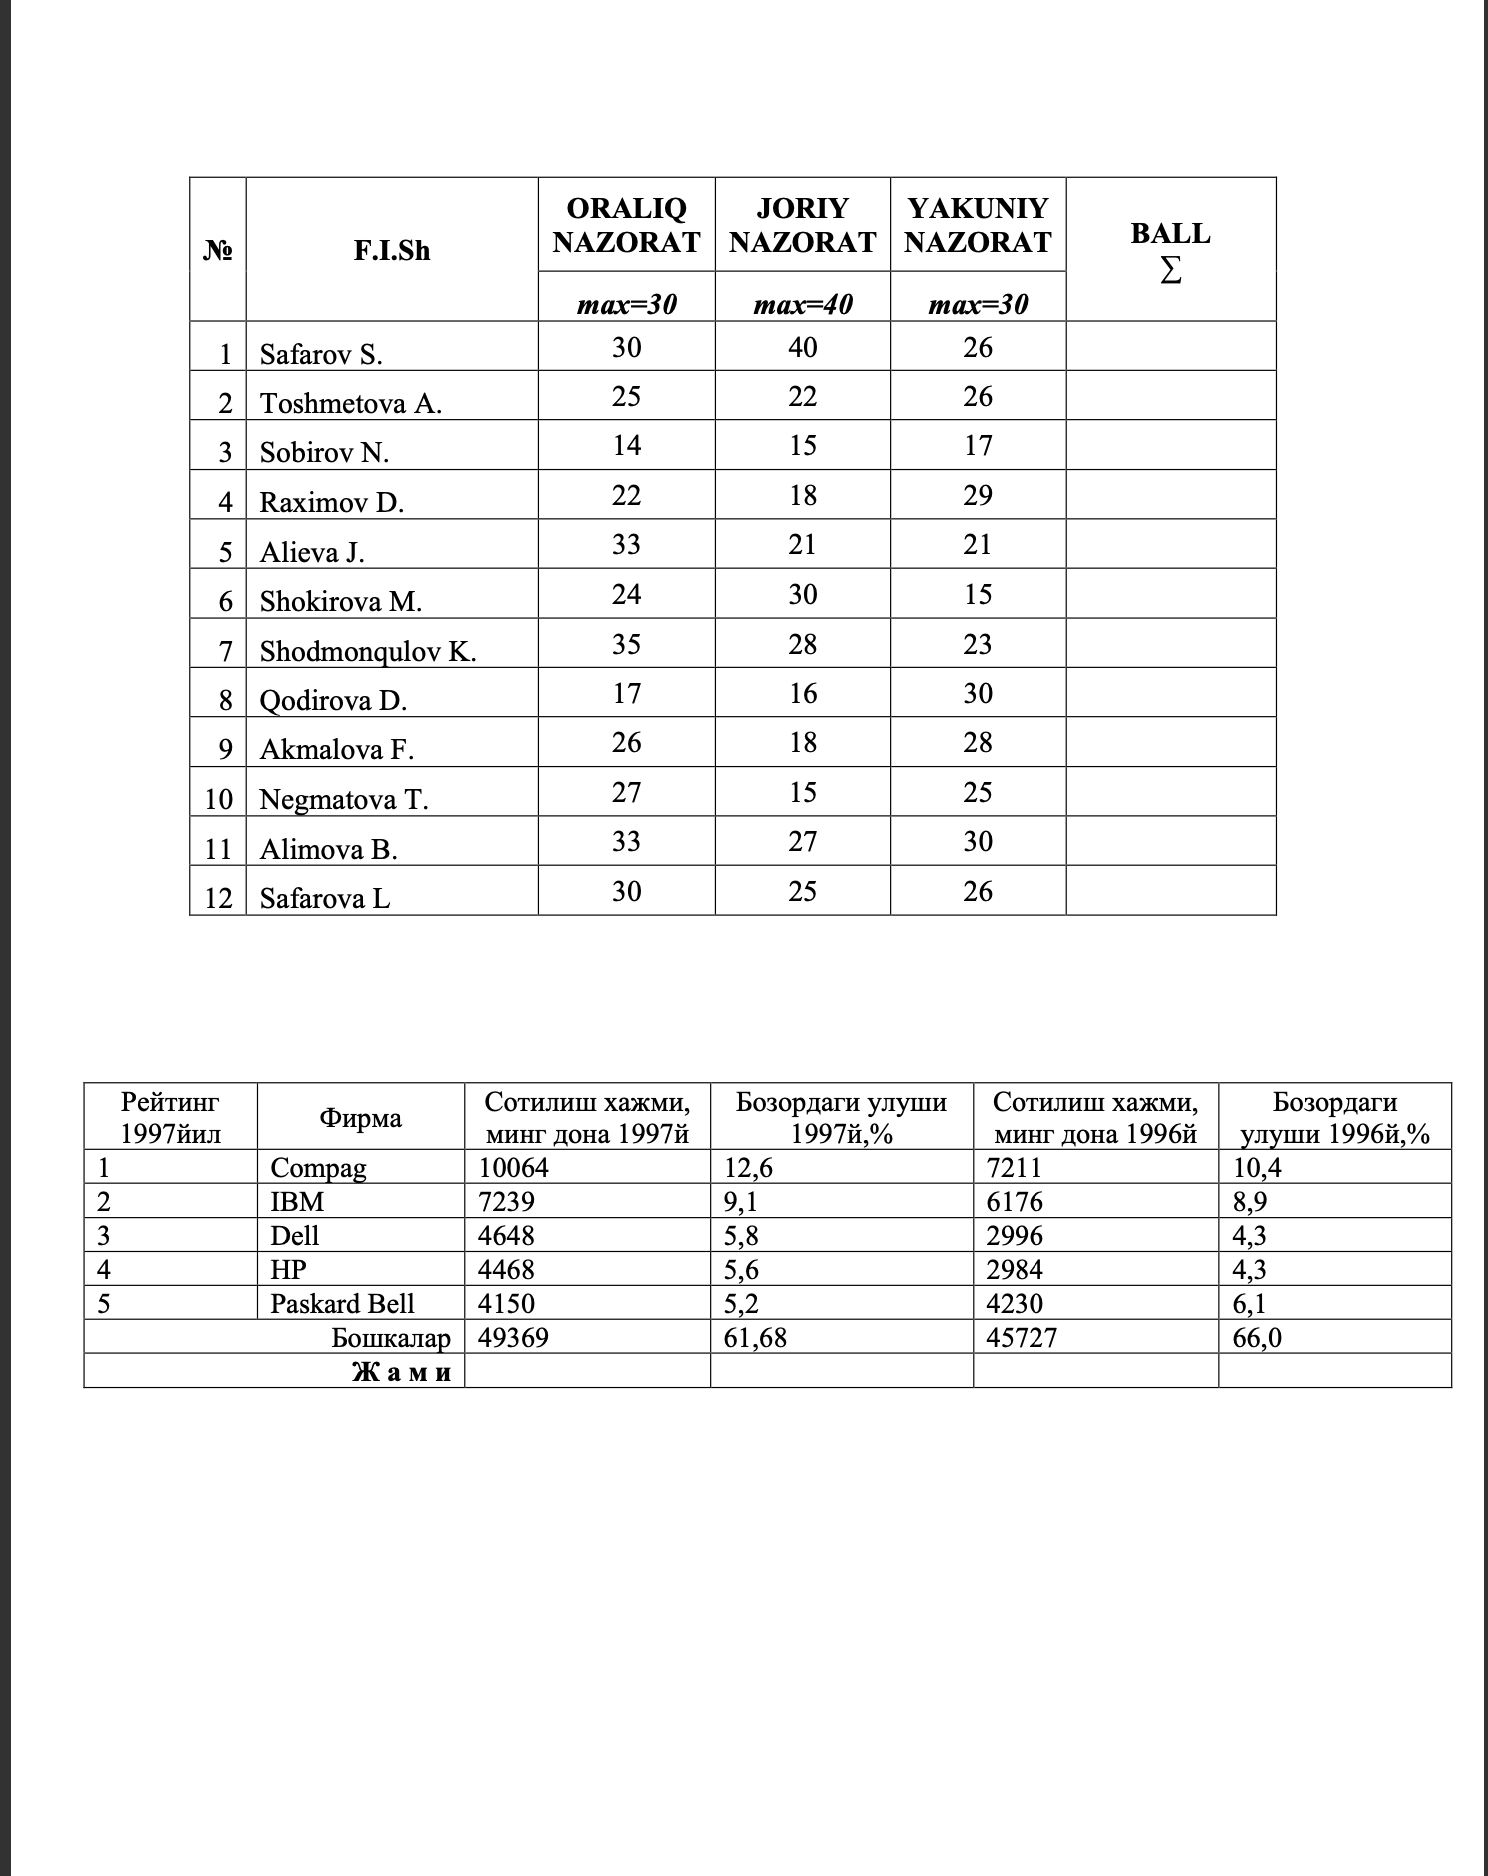 № F.I.Sh ORALIQ NAZORAT JORIY NAZORAT YAKUNIY NAZORAT BALL ∑
max=30 max=40 max=30
1 Safarov S. 30 40 26
2 Toshmetova A. 25 22 26
3 Sobirov N. 14 15 17
4 Raximov D. 22 18 29
5 Alieva J. 33 21 21
6 Shokirova M. 24 30 15
7 Shodmonqulov K. 35 28 23
8 Qodirova D. 17 16 30
9 Akmalova F. 26 18 28
10 Negmatova T. 27 15 25
11 Alimova B. 33 27 30
12 Safarova L 30 25 26
Рейтинг 1997йил Фирма Сотилиш хажми, минг дона 1997й Бозордаги улуши 1997й,% Сотилиш хажми, минг дона 1996й Бозордаги улуши 1996й,%
1 Compag 10064 12,6 7211 10,4
2 IBM 7239 9,1 6176 8,9
3 Dell 4648 5,8 2996 4,3
4 HP 4468 5,6 2984 4,3
5 Paskard Bell 4150 5,2 4230 6,1
Бошкалар 49369 61,68 45727 66,0
Ж а м и